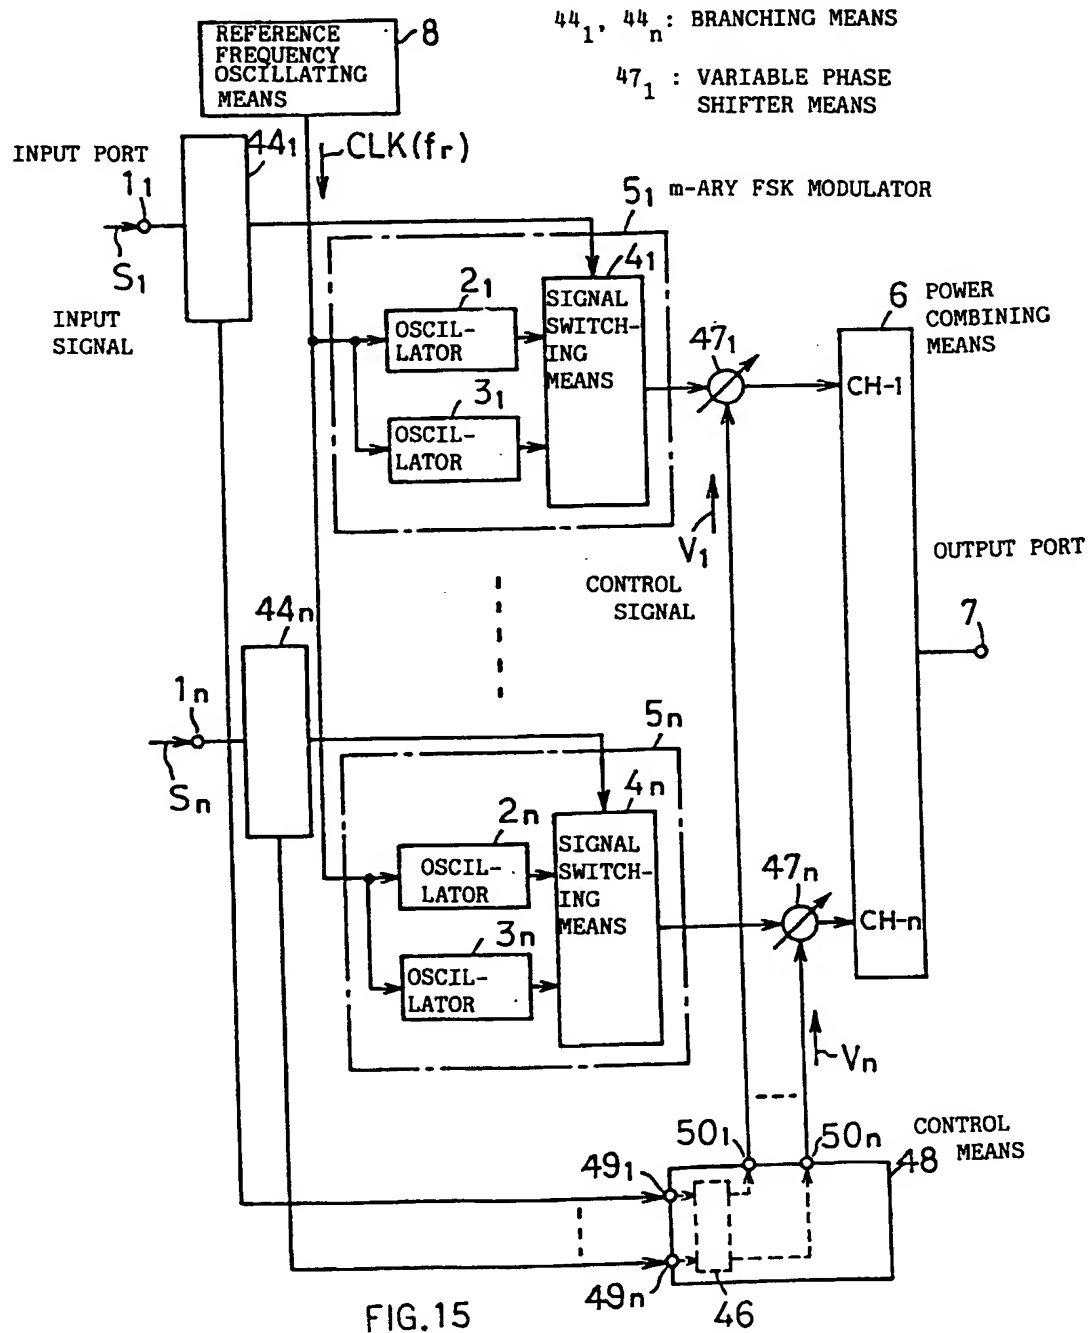 44₁, 44ₙ: BRANCHING MEANS
47₁ : VARIABLE PHASE
SHIFTER MEANS
REFERENCE
FREQUENCY
OSCILLATING
MEANS
8
CLK(fr)
INPUT PORT
44₁
1₁
S₁
INPUT
SIGNAL
5₁ m-ARY FSK MODULATOR
4₁
2₁
OSCIL-
LATOR
3₁
OSCIL-
LATOR
SIGNAL
SWITCH-
ING
MEANS
47₁
6 POWER
COMBINING
MEANS
CH-1
V₁
CONTROL
SIGNAL
OUTPUT PORT
7
44ₙ
1ₙ
Sₙ
5ₙ
4ₙ
2ₙ
OSCIL-
LATOR
3ₙ
OSCIL-
LATOR
SIGNAL
SWITCH-
ING
MEANS
47ₙ
CH-n
Vₙ
50₁
50ₙ
CONTROL
MEANS
48
49₁
49ₙ
46
FIG.15